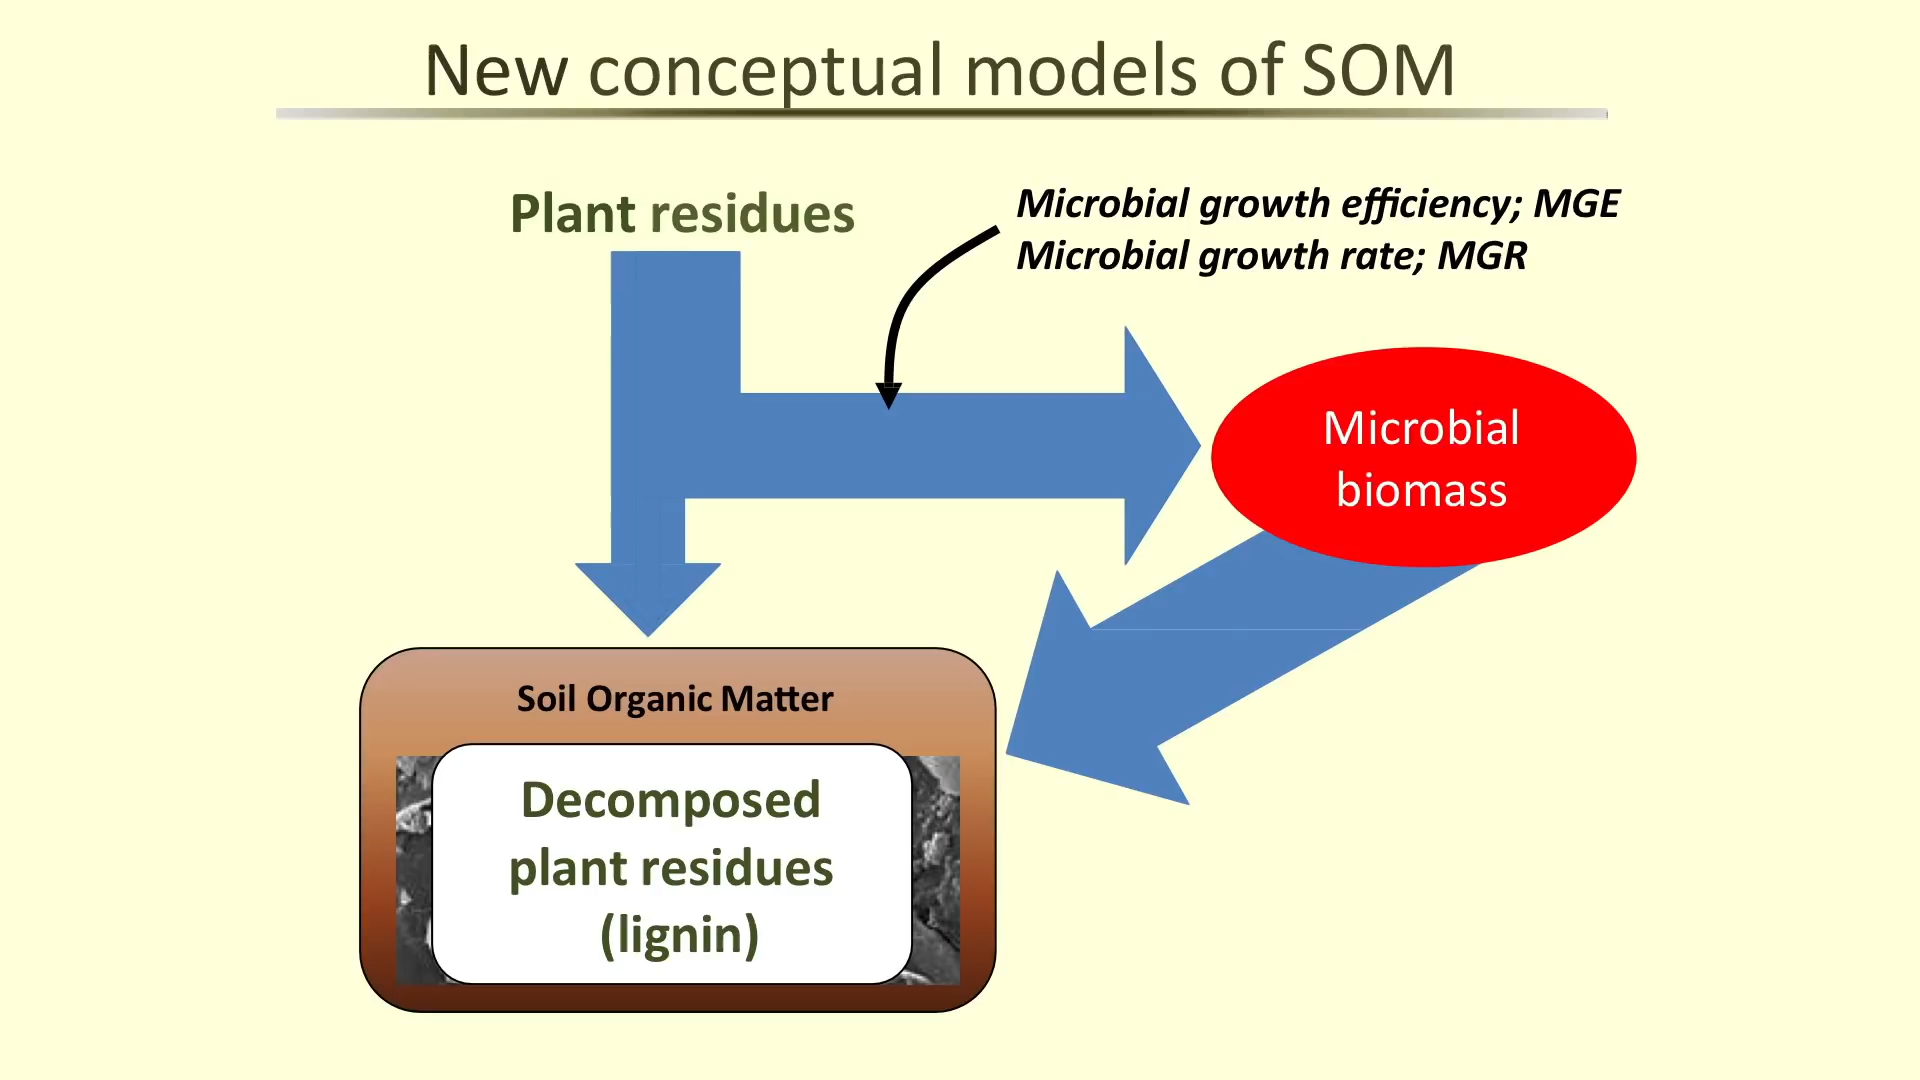 New conceptual models of SOM
Plant residues
Microbial growth efficiency; MGE
Microbial growth rate; MGR
Microbial
biomass
Soil Organic Matter
Decomposed
plant residues
(lignin)